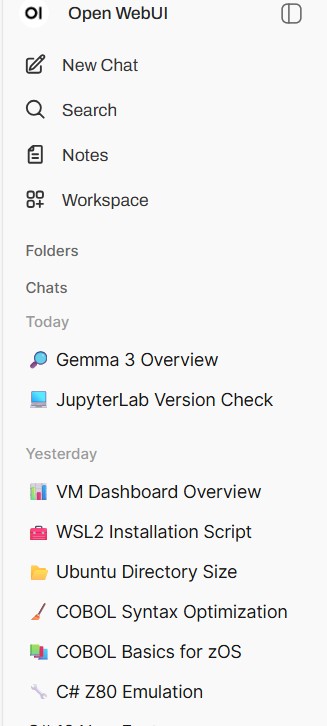 OI Open WebUI
New Chat
Search
Notes
Workspace
Folders
Chats
Today
Gemma 3 Overview
JupyterLab Version Check
Yesterday
VM Dashboard Overview
WSL2 Installation Script
Ubuntu Directory Size
COBOL Syntax Optimization
COBOL Basics for zOS
C# Z80 Emulation